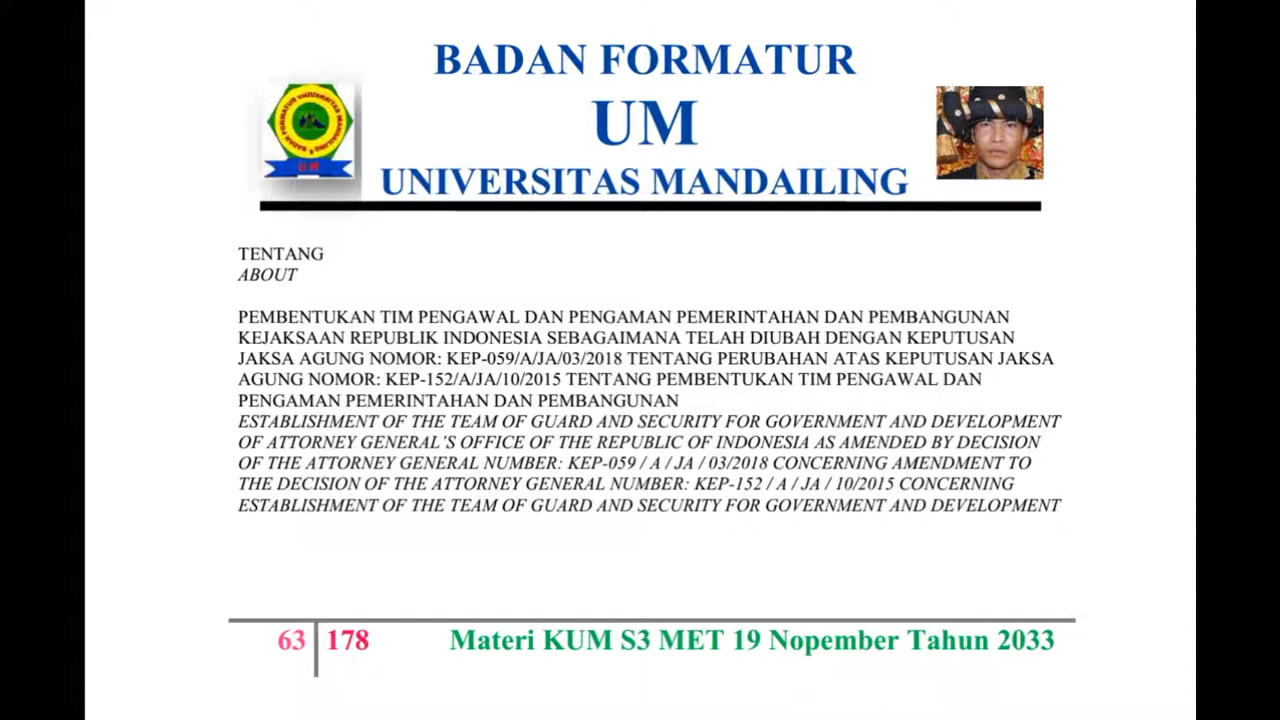 BADAN FORMATUR
UM
UNIVERSITAS MANDAILING
BADAN FORMATUR UNIVERSITAS MANDAILING
UM
TENTANG
ABOUT
PEMBENTUKAN TIM PENGAWAL DAN PENGAMAN PEMERINTAHAN DAN PEMBANGUNAN
KEJAKSAAN REPUBLIK INDONESIA SEBAGAIMANA TELAH DIUBAH DENGAN KEPUTUSAN
JAKSA AGUNG NOMOR: KEP-059/A/JA/03/2018 TENTANG PERUBAHAN ATAS KEPUTUSAN JAKSA
AGUNG NOMOR: KEP-152/A/JA/10/2015 TENTANG PEMBENTUKAN TIM PENGAWAL DAN
PENGAMAN PEMERINTAHAN DAN PEMBANGUNAN
ESTABLISHMENT OF THE TEAM OF GUARD AND SECURITY FOR GOVERNMENT AND DEVELOPMENT
OF ATTORNEY GENERAL'S OFFICE OF THE REPUBLIC OF INDONESIA AS AMENDED BY DECISION
OF THE ATTORNEY GENERAL NUMBER: KEP-059 / A / JA / 03/2018 CONCERNING AMENDMENT TO
THE DECISION OF THE ATTORNEY GENERAL NUMBER: KEP-152 / A / JA / 10/2015 CONCERNING
ESTABLISHMENT OF THE TEAM OF GUARD AND SECURITY FOR GOVERNMENT AND DEVELOPMENT
63 178 Materi KUM S3 MET 19 Nopember Tahun 2033